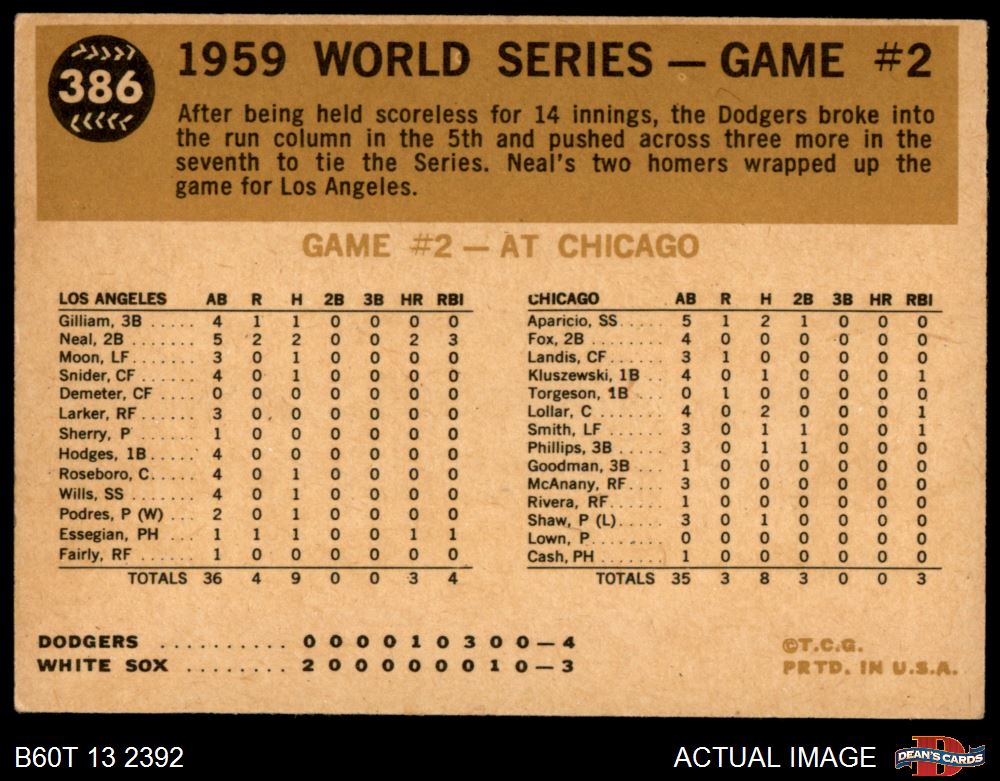 386
1959 WORLD SERIES — GAME #2
After being held scoreless for 14 innings, the Dodgers broke into
the run column in the 5th and pushed across three more in the
seventh to tie the Series. Neal's two homers wrapped up the
game for Los Angeles.
GAME #2 — AT CHICAGO
LOS ANGELES AB R H 2B 3B HR RBI
Gilliam, 3B ..... 4 1 1 0 0 0 0
Neal, 2B ....... 5 2 2 0 0 2 3
Moon, LF ....... 3 0 1 0 0 0 0
Snider, CF ...... 4 0 1 0 0 0 0
Demeter, CF .... 0 0 0 0 0 0 0
Larker, RF ...... 3 0 0 0 0 0 0
Sherry, P ....... 1 0 0 0 0 0 0
Hodges, 1B ..... 4 0 0 0 0 0 0
Roseboro, C .... 4 0 1 0 0 0 0
Wills, SS ....... 4 0 1 0 0 0 0
Podres, P (W) ... 2 0 1 0 0 0 0
Essegian, PH ... 1 1 1 0 0 1 1
Fairly, RF ...... 1 0 0 0 0 0 0
TOTALS 36 4 9 0 0 3 4
CHICAGO AB R H 2B 3B HR RBI
Aparicio, SS ..... 5 1 2 1 0 0 0
Fox, 2B ........ 4 0 0 0 0 0 0
Landis, CF ...... 3 1 0 0 0 0 0
Kluszewski, 1B .. 4 0 1 0 0 0 1
Torgeson, 1B ... 0 1 0 0 0 0 0
Lollar, C ....... 4 0 2 0 0 0 1
Smith, LF ....... 3 0 1 1 0 0 1
Phillips, 3B ..... 3 0 1 1 0 0 0
Goodman, 3B ... 1 0 0 0 0 0 0
McAnany, RF .... 3 0 0 0 0 0 0
Rivera, RF ...... 1 0 0 0 0 0 0
Shaw, P (L) ..... 3 0 1 0 0 0 0
Lown, P ........ 0 0 0 0 0 0 0
Cash, PH ....... 1 0 0 0 0 0 0
TOTALS 35 3 8 3 0 0 3
DODGERS .......... 0 0 0 0 1 0 3 0 0 — 4
WHITE SOX ........ 2 0 0 0 0 0 0 1 0 — 3
©T.C.G.
PRTD. IN U.S.A.
B60T 13 2392
ACTUAL IMAGE
D
DEAN'S CARDS